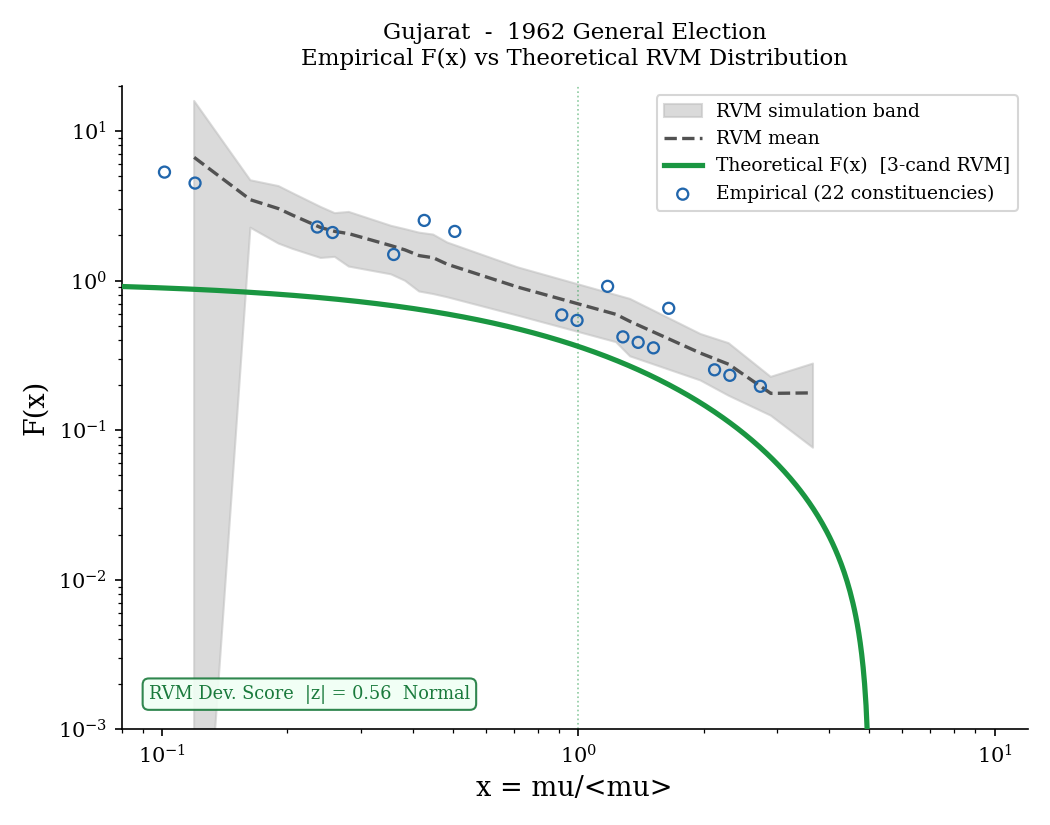 Gujarat  -  1962 General Election
Empirical F(x) vs Theoretical RVM Distribution
RVM simulation band
RVM mean
Theoretical F(x)  [3-cand RVM]
Empirical (22 constituencies)
F(x)
10¹
10⁰
10⁻¹
10⁻²
10⁻³
RVM Dev. Score  |z| = 0.56  Normal
10⁻¹
10⁰
10¹
x = mu/<mu>